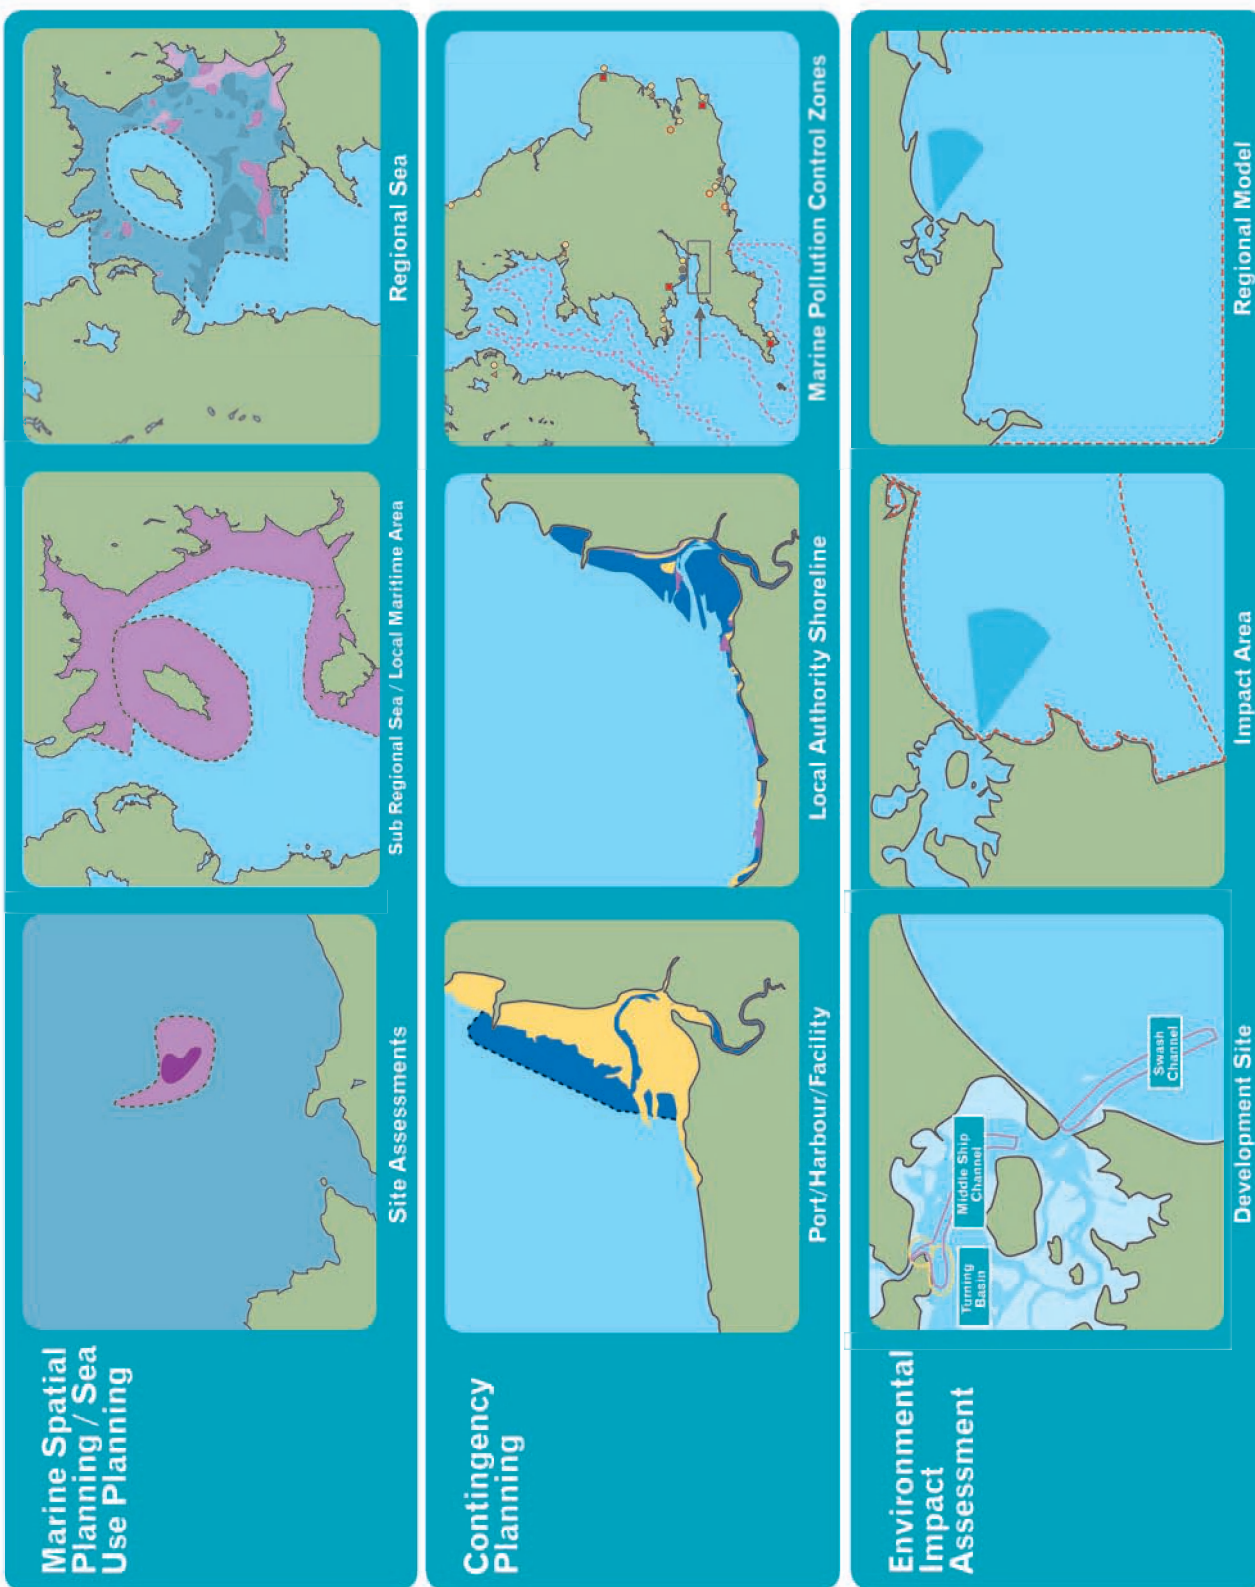 Marine Spatial
Planning / Sea
Use Planning
Site Assessments
Sub Regional Sea / Local Maritime Area
Regional Sea
Contingency
Planning
Port/Harbour/Facility
Local Authority Shoreline
Marine Pollution Control Zones
Environmental
Impact
Assessment
Turning
Basin
Middle Ship
Channel
Swash
Channel
Development Site
Impact Area
Regional Model